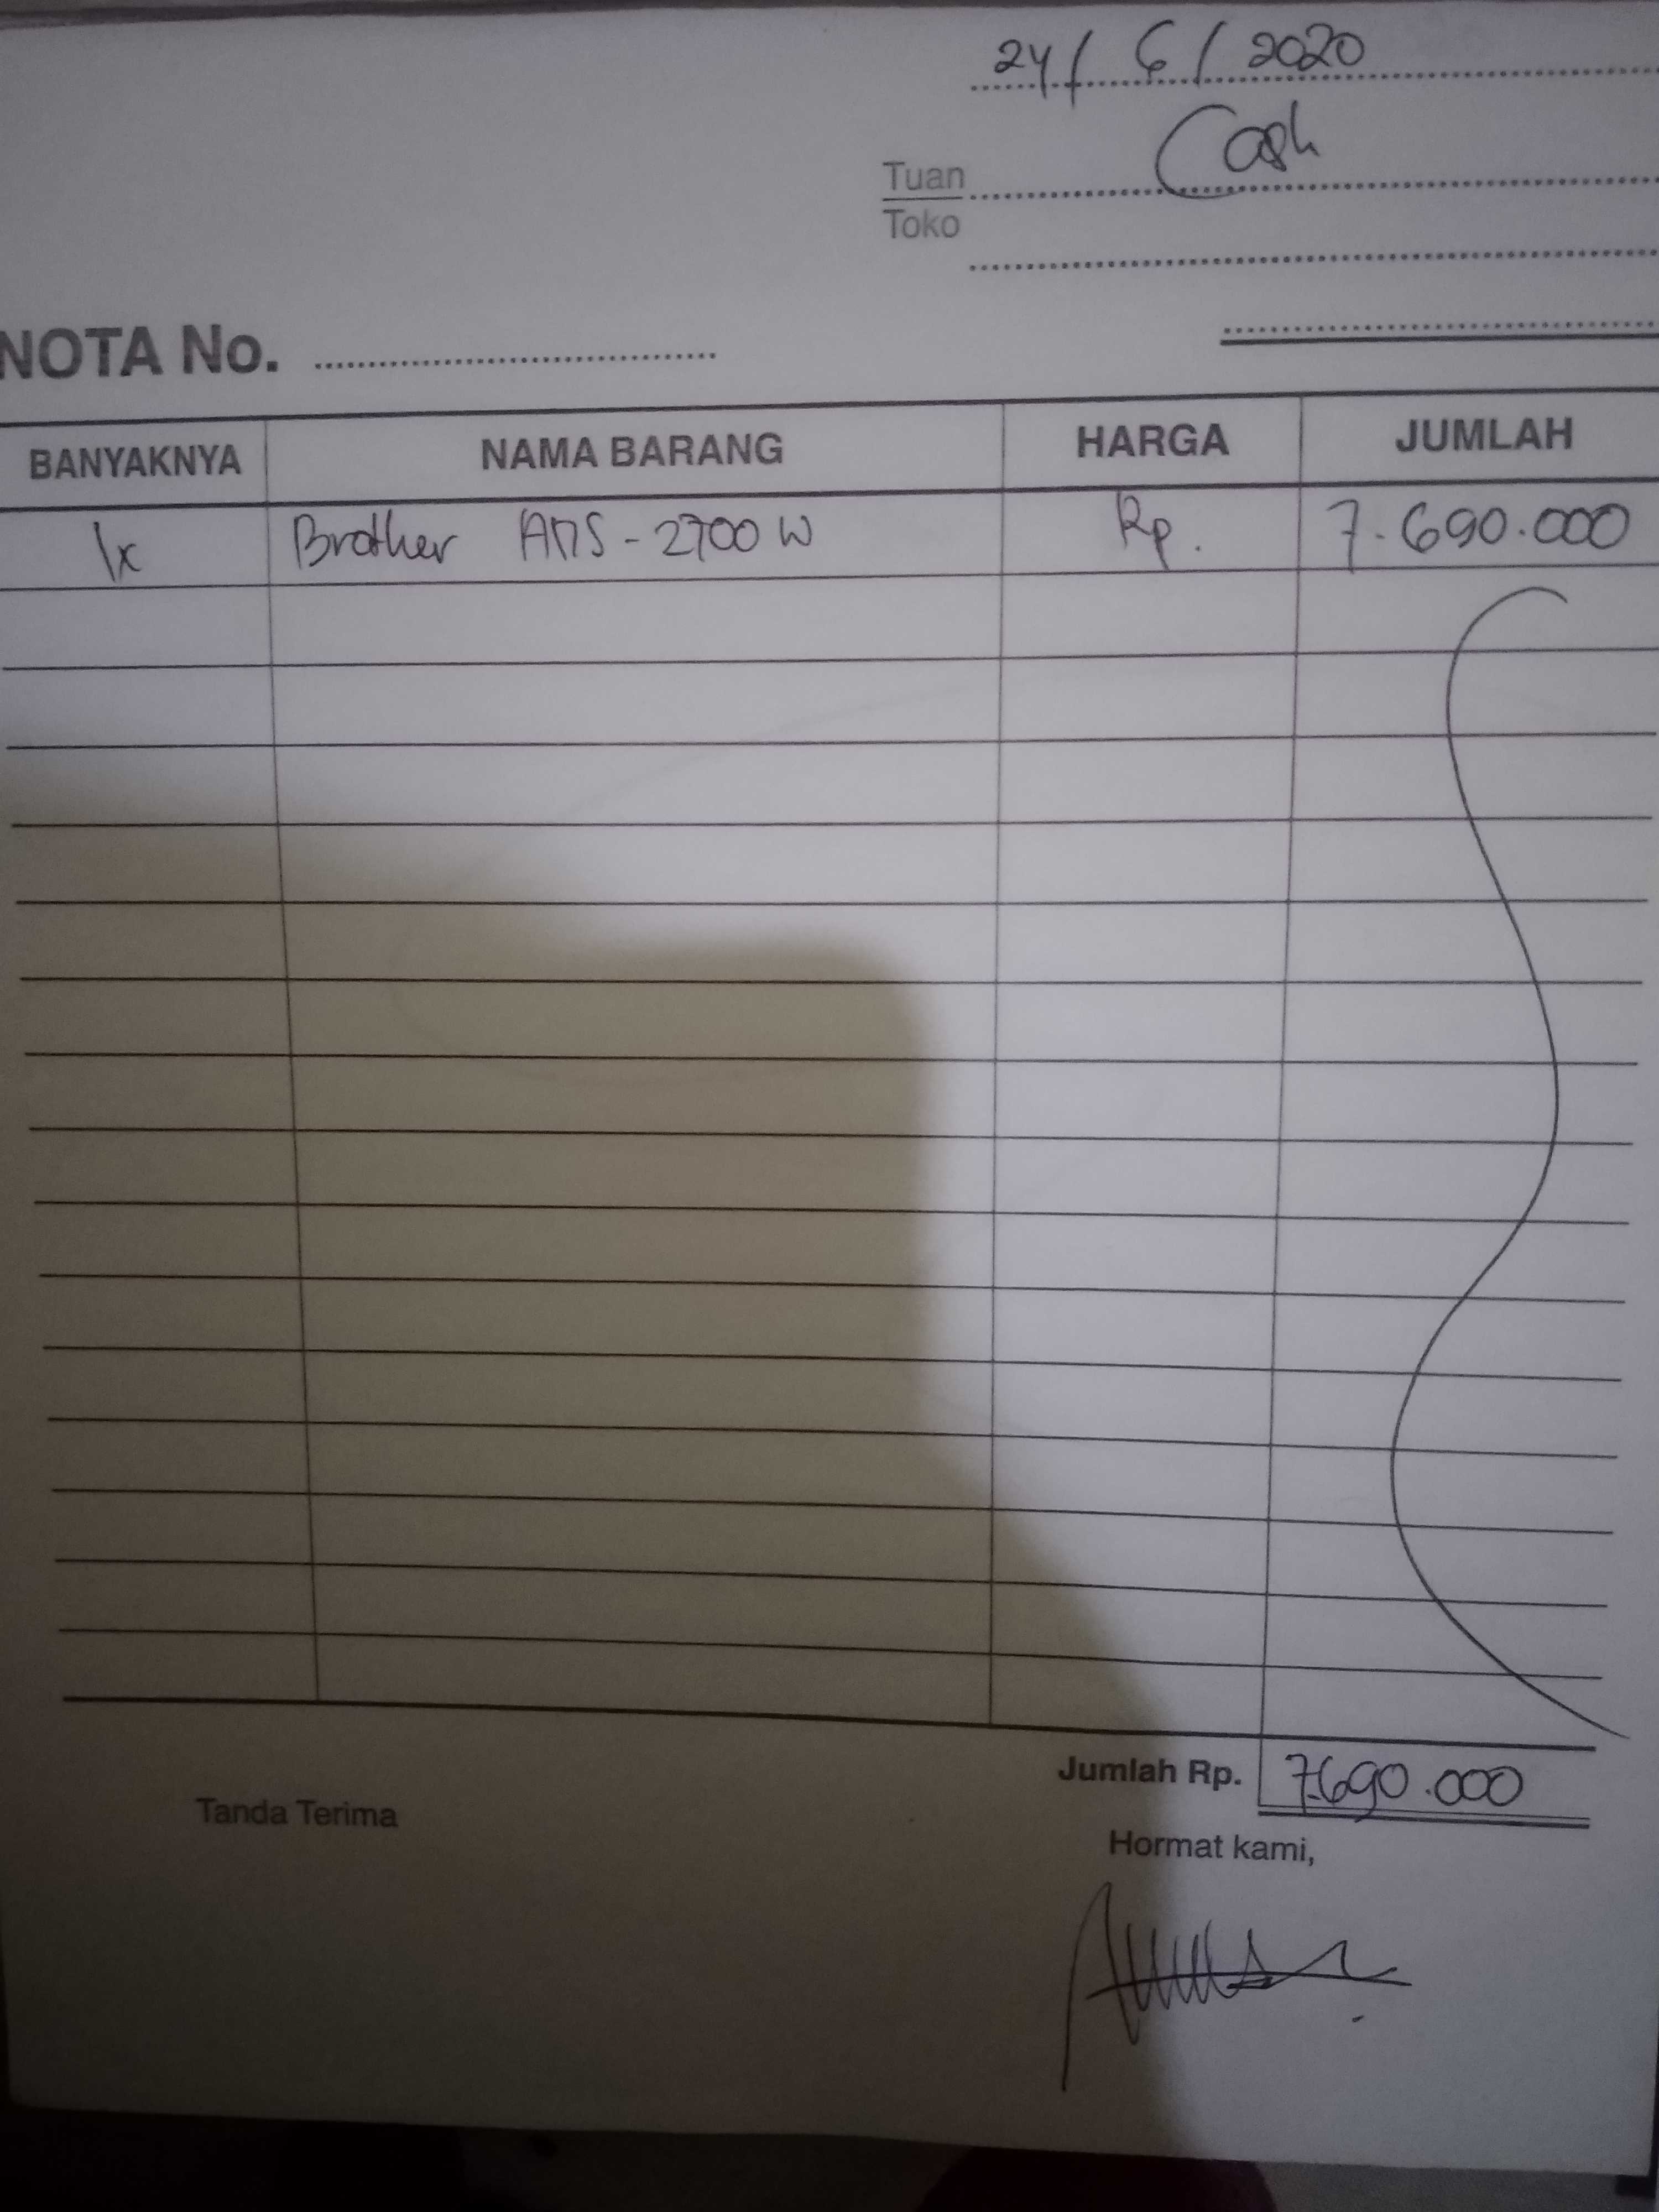 24 / 6 / 2020
Cash
Tuan
Toko
NOTA No.
BANYAKNYA NAMA BARANG HARGA JUMLAH
1x Brother ADS - 2700 W Rp. 7.690.000
Jumlah Rp. 7.690.000
Tanda Terima
Hormat kami,